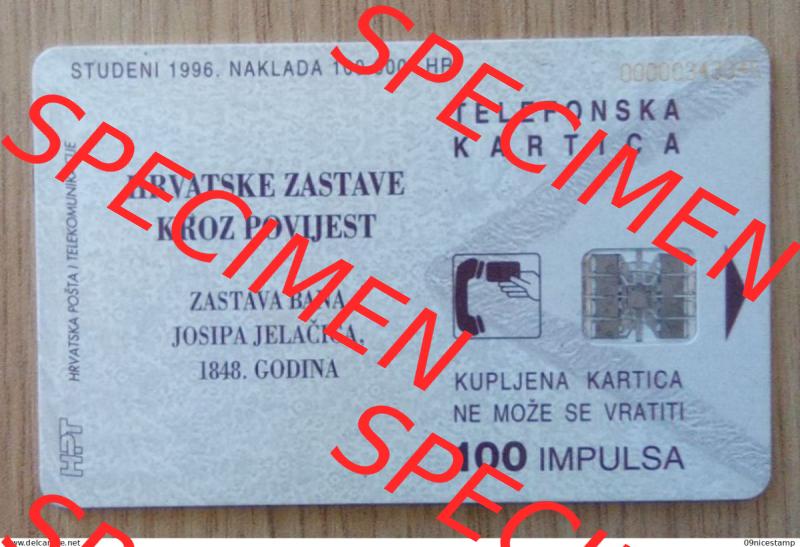 STUDENI 1996. NAKLADA
TELEFONSKA
KARTICA
HRVATSKA POŠTA I TELEKOMUNIKACIJE
HRVATSKE ZASTAVE
KROZ POVIJEST
ZASTAVA BANA
JOSIPA JELAČIĆA,
1848. GODINA
KUPLJENA KARTICA
NE MOŽE SE VRATITI
100 IMPULSA
HPT
SPECIMEN
SPECIMEN
SPECIMEN
SPECIMEN
www.delcampe.net
09nicestamp